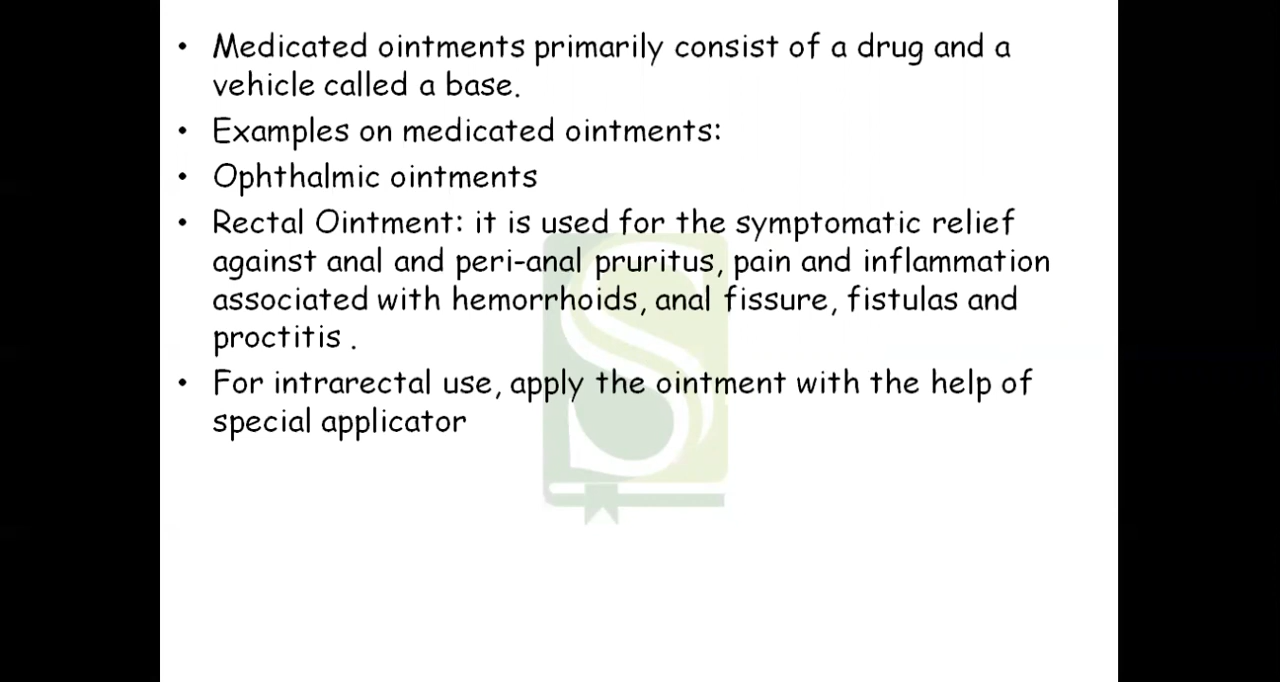 • Medicated ointments primarily consist of a drug and a
vehicle called a base.
• Examples on medicated ointments:
• Ophthalmic ointments
• Rectal Ointment: it is used for the symptomatic relief
against anal and peri-anal pruritus, pain and inflammation
associated with hemorrhoids, anal fissure, fistulas and
proctitis .
• For intrarectal use, apply the ointment with the help of
special applicator